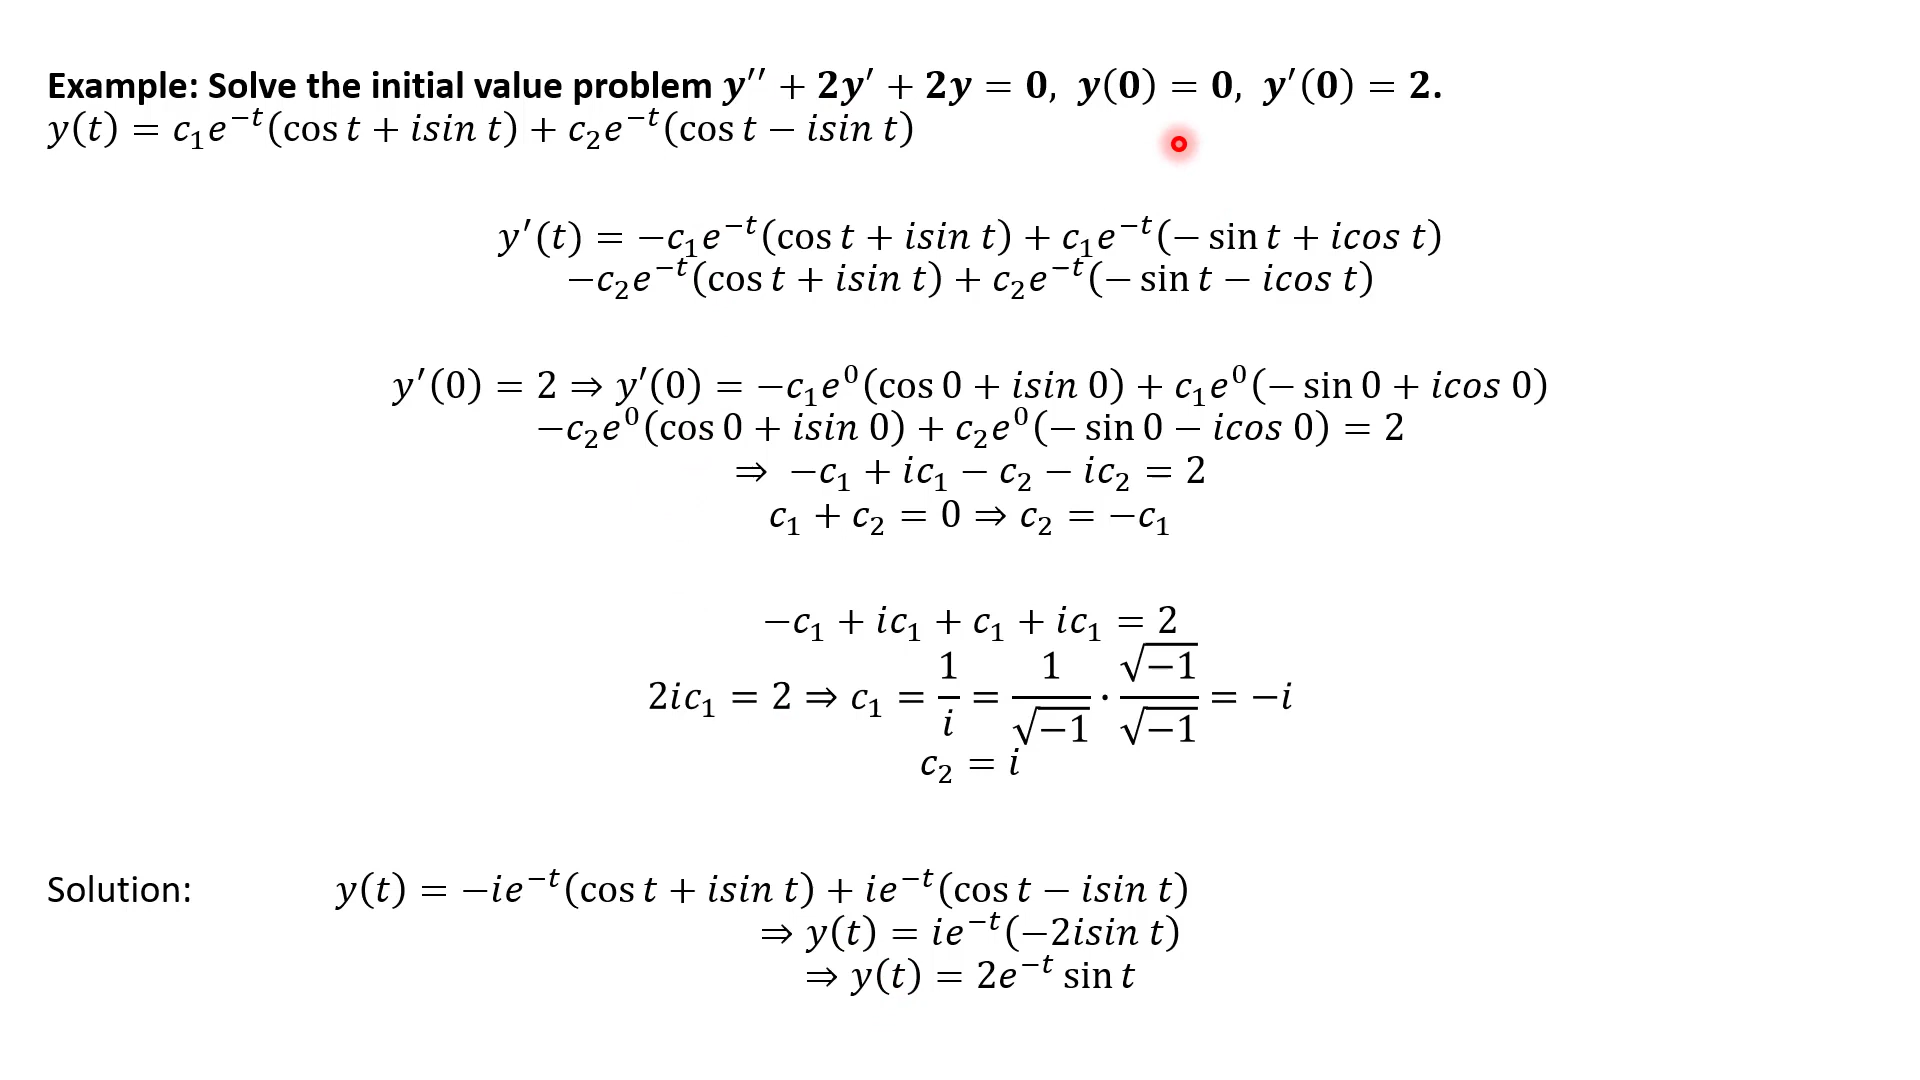 Example: Solve the initial value problem y′′ + 2y′ + 2y = 0, y(0) = 0, y′(0) = 2.
y(t) = c₁e⁻ᵗ(cos t + isin t) + c₂e⁻ᵗ(cos t − isin t)
y′(t) = −c₁e⁻ᵗ(cos t + isin t) + c₁e⁻ᵗ(− sin t + icos t)
−c₂e⁻ᵗ(cos t + isin t) + c₂e⁻ᵗ(− sin t − icos t)
y′(0) = 2 ⇒ y′(0) = −c₁e⁰(cos 0 + isin 0) + c₁e⁰(− sin 0 + icos 0)
−c₂e⁰(cos 0 + isin 0) + c₂e⁰(− sin 0 − icos 0) = 2
⇒ −c₁ + ic₁ − c₂ − ic₂ = 2
c₁ + c₂ = 0 ⇒ c₂ = −c₁
−c₁ + ic₁ + c₁ + ic₁ = 2
2ic₁ = 2 ⇒ c₁ = 1/i = 1/√−1 · √−1/√−1 = −i
c₂ = i
Solution: y(t) = −ie⁻ᵗ(cos t + isin t) + ie⁻ᵗ(cos t − isin t)
⇒ y(t) = ie⁻ᵗ(−2isin t)
⇒ y(t) = 2e⁻ᵗ sin t